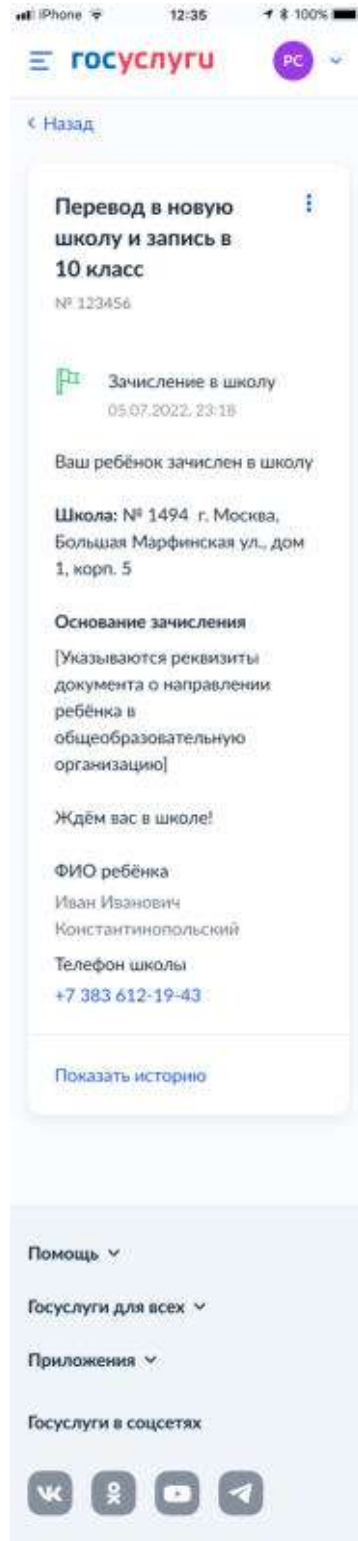 iPhone 12:35 100%
госуслуги РС
Назад
Перевод в новую
школу и запись в
10 класс
№ 123456
Зачисление в школу
05.07.2022, 23:18
Ваш ребёнок зачислен в школу
Школа: № 1494 г. Москва,
Большая Марфинская ул., дом
1, корп. 5
Основание зачисления
[Указываются реквизиты
документа о направлении
ребёнка в
общеобразовательную
организацию]
Ждём вас в школе!
ФИО ребёнка
Иван Иванович
Константинопольский
Телефон школы
+7 383 612-19-43
Показать историю
Помощь
Госуслуги для всех
Приложения
Госуслуги в соцсетях